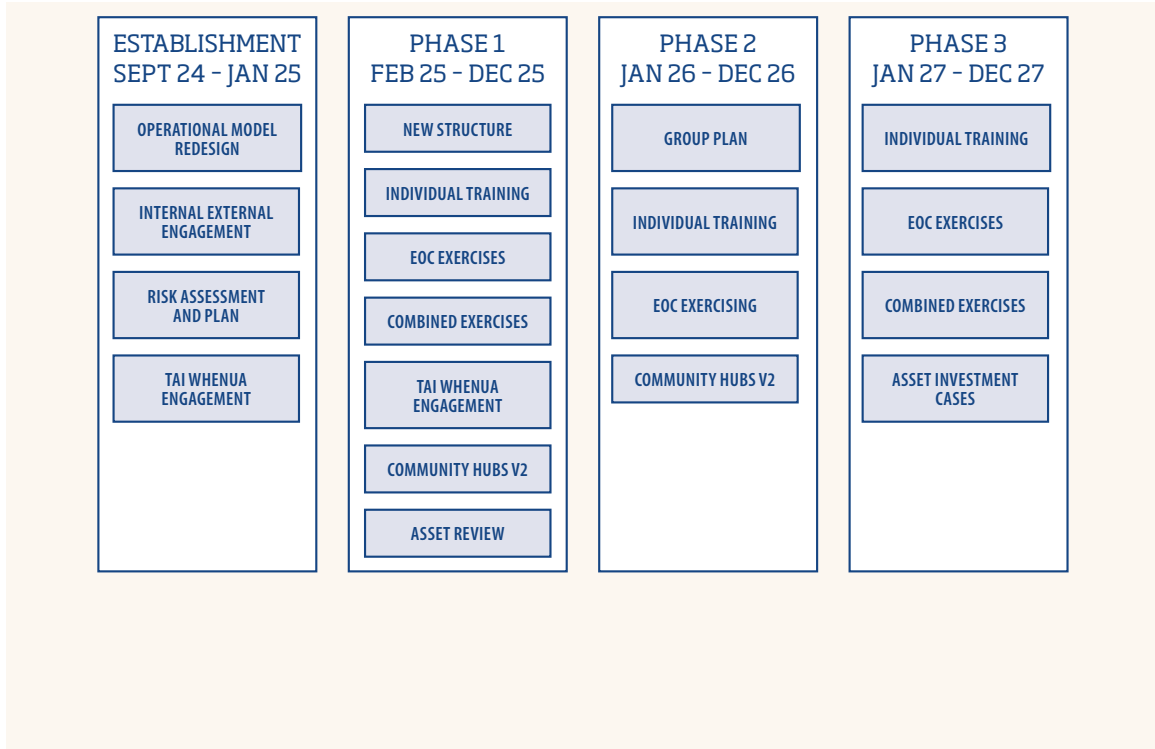 ESTABLISHMENT
SEPT 24 – JAN 25
OPERATIONAL MODEL
REDESIGN
INTERNAL EXTERNAL
ENGAGEMENT
RISK ASSESSMENT
AND PLAN
TAI WHENUA
ENGAGEMENT
PHASE 1
FEB 25 – DEC 25
NEW STRUCTURE
INDIVIDUAL TRAINING
EOC EXERCISES
COMBINED EXERCISES
TAI WHENUA
ENGAGEMENT
COMMUNITY HUBS V2
ASSET REVIEW
PHASE 2
JAN 26 – DEC 26
GROUP PLAN
INDIVIDUAL TRAINING
EOC EXERCISING
COMMUNITY HUBS V2
PHASE 3
JAN 27 – DEC 27
INDIVIDUAL TRAINING
EOC EXERCISES
COMBINED EXERCISES
ASSET INVESTMENT
CASES